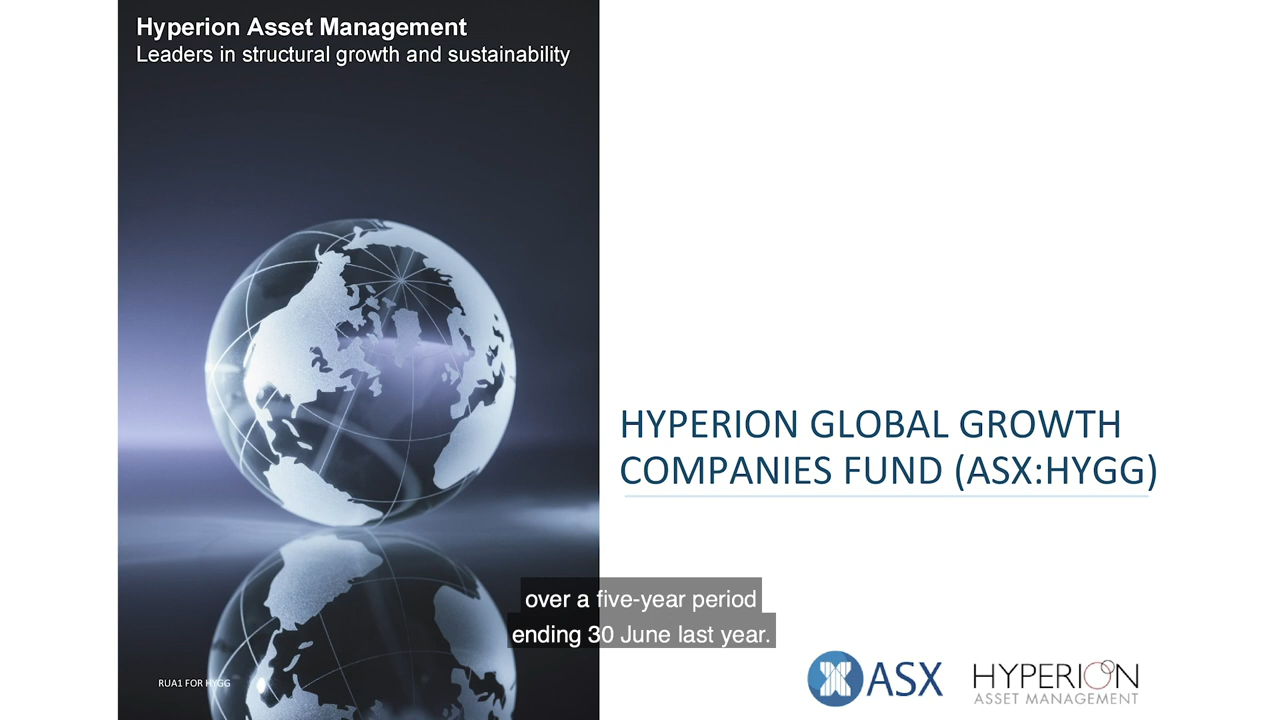 Hyperion Asset Management
Leaders in structural growth and sustainability
HYPERION GLOBAL GROWTH
COMPANIES FUND (ASX:HYGG)
over a five-year period
ending 30 June last year.
RUA1 FOR HYGG
ASX
HYPERION
ASSET MANAGEMENT